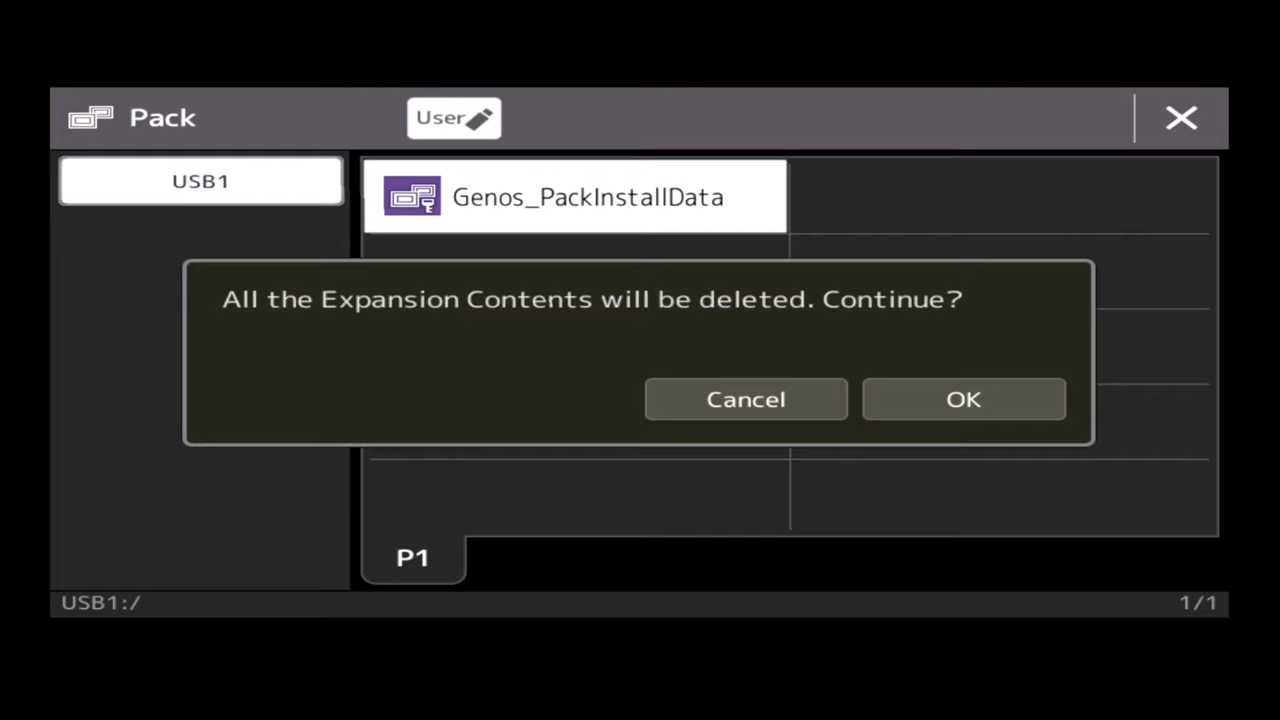 Pack
User
USB1
Genos_PackInstallData
All the Expansion Contents will be deleted. Continue?
Cancel
OK
P1
USB1:/
1/1